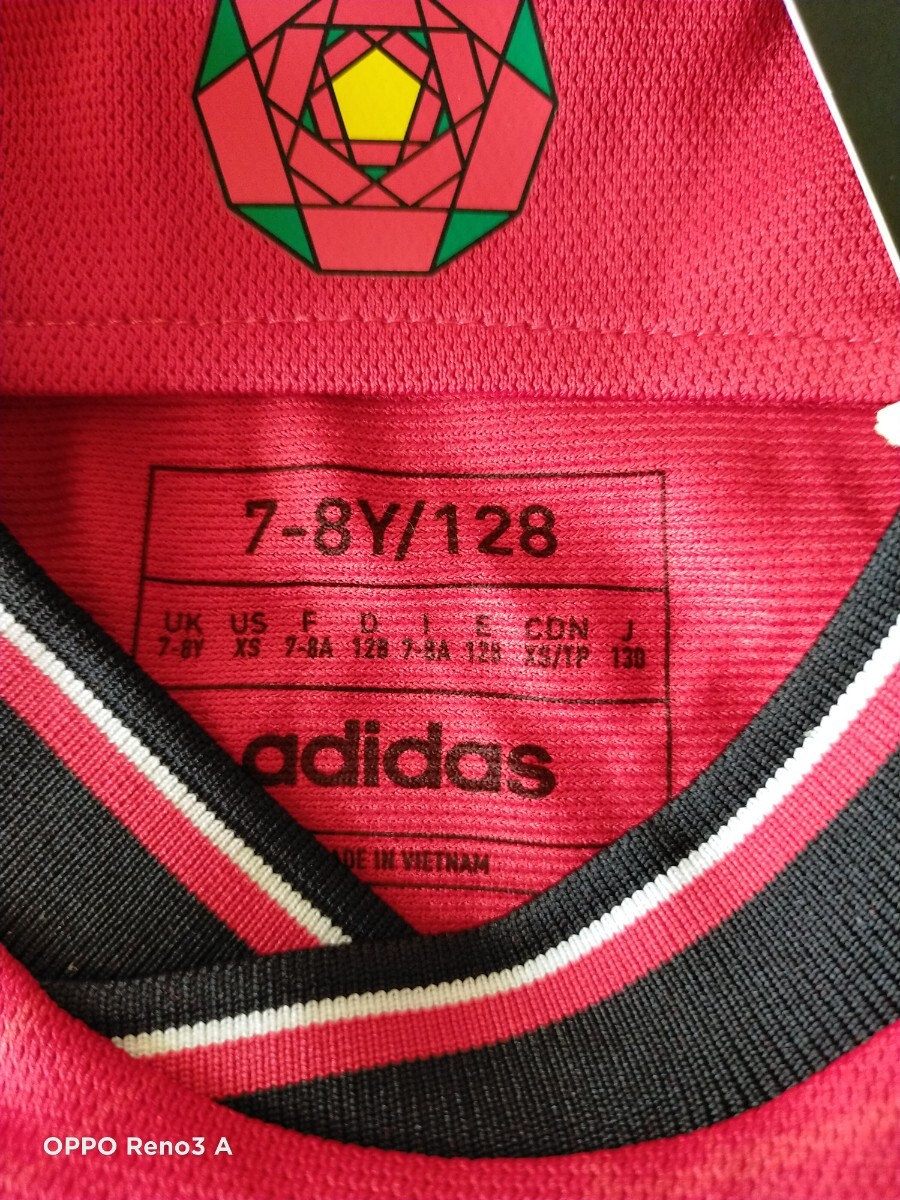 7-8Y/128
UK US F D I E CDN J
7-8Y XS 7-8A 128 7-8A 128 XS/TP 130
adidas
ADE IN VIETNAM
OPPO Reno3 A